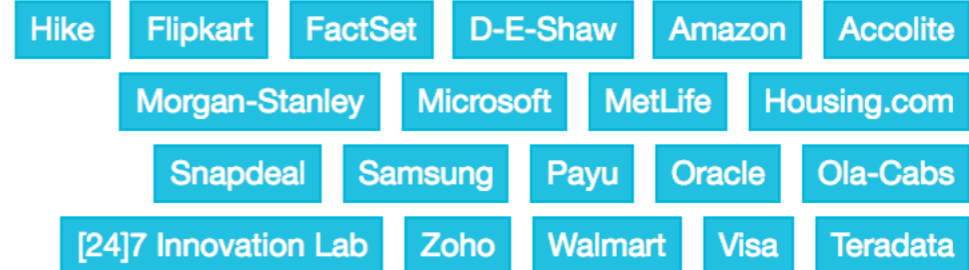 Hike Flipkart FactSet D-E-Shaw Amazon Accolite
Morgan-Stanley Microsoft MetLife Housing.com
Snapdeal Samsung Payu Oracle Ola-Cabs
[24]7 Innovation Lab Zoho Walmart Visa Teradata